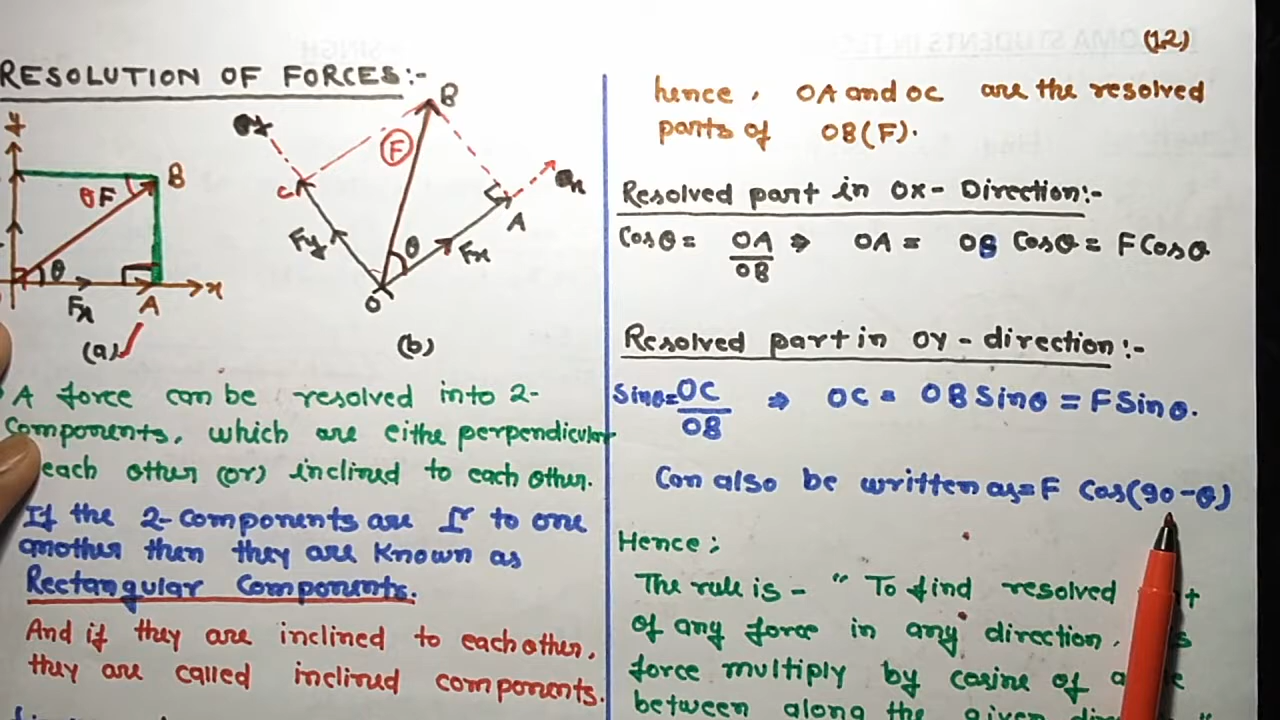 (12)
RESOLUTION OF FORCES:-
y
B
θ F
θ
Fx
A
x
(a)
B
F
C
Fy
θ
Fx
A
O
(b)
A force can be resolved into 2-
Components, which are eithe perpendicular
each other (or) inclined to each other.
If the 2-components are Ir to one
another then they are known as
Rectangular Components.
And if they are inclined to each other,
they are called inclined components.
hence, OA and OC are the resolved
parts of OB(F).
Resolved part in Ox- Direction:-
Cosθ = OA/OB ⇒ OA = OB Cosθ = F Cosθ
Resolved part in OY - direction:-
Sinθ = OC/OB ⇒ OC = OB Sinθ = F Sinθ.
Can also be written as = F Cos(90-θ)
Hence;
The rule is - " To find resolved
of any force in any direction,
force multiply by cosine of
between along the given